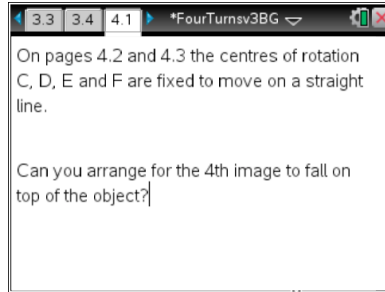 3.3 3.4 4.1 *FourTurnsv3BG
On pages 4.2 and 4.3 the centres of rotation
C, D, E and F are fixed to move on a straight
line.
Can you arrange for the 4th image to fall on
top of the object?